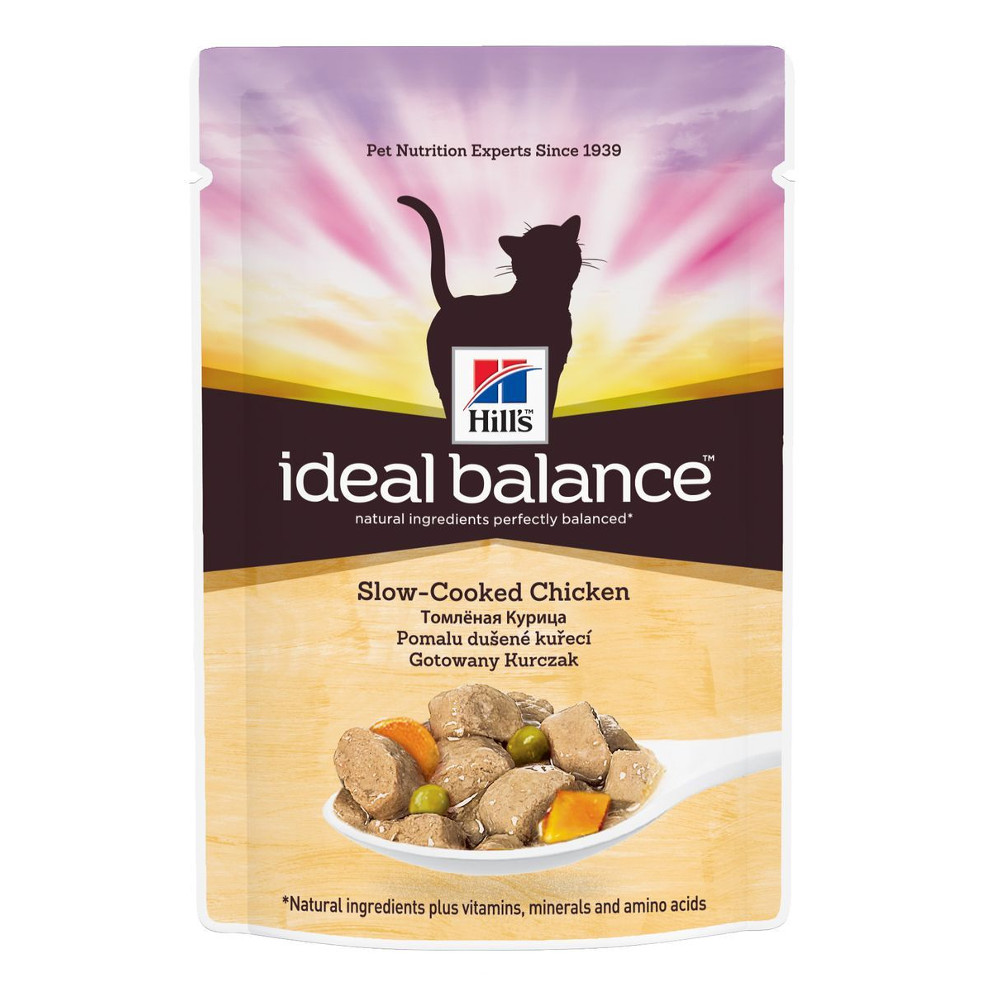 Pet Nutrition Experts Since 1939
Hill's™
ideal balance™
natural ingredients perfectly balanced*
Slow-Cooked Chicken
Томлёная Курица
Pomalu dušené kuřecí
Gotowany Kurczak
*Natural ingredients plus vitamins, minerals and amino acids